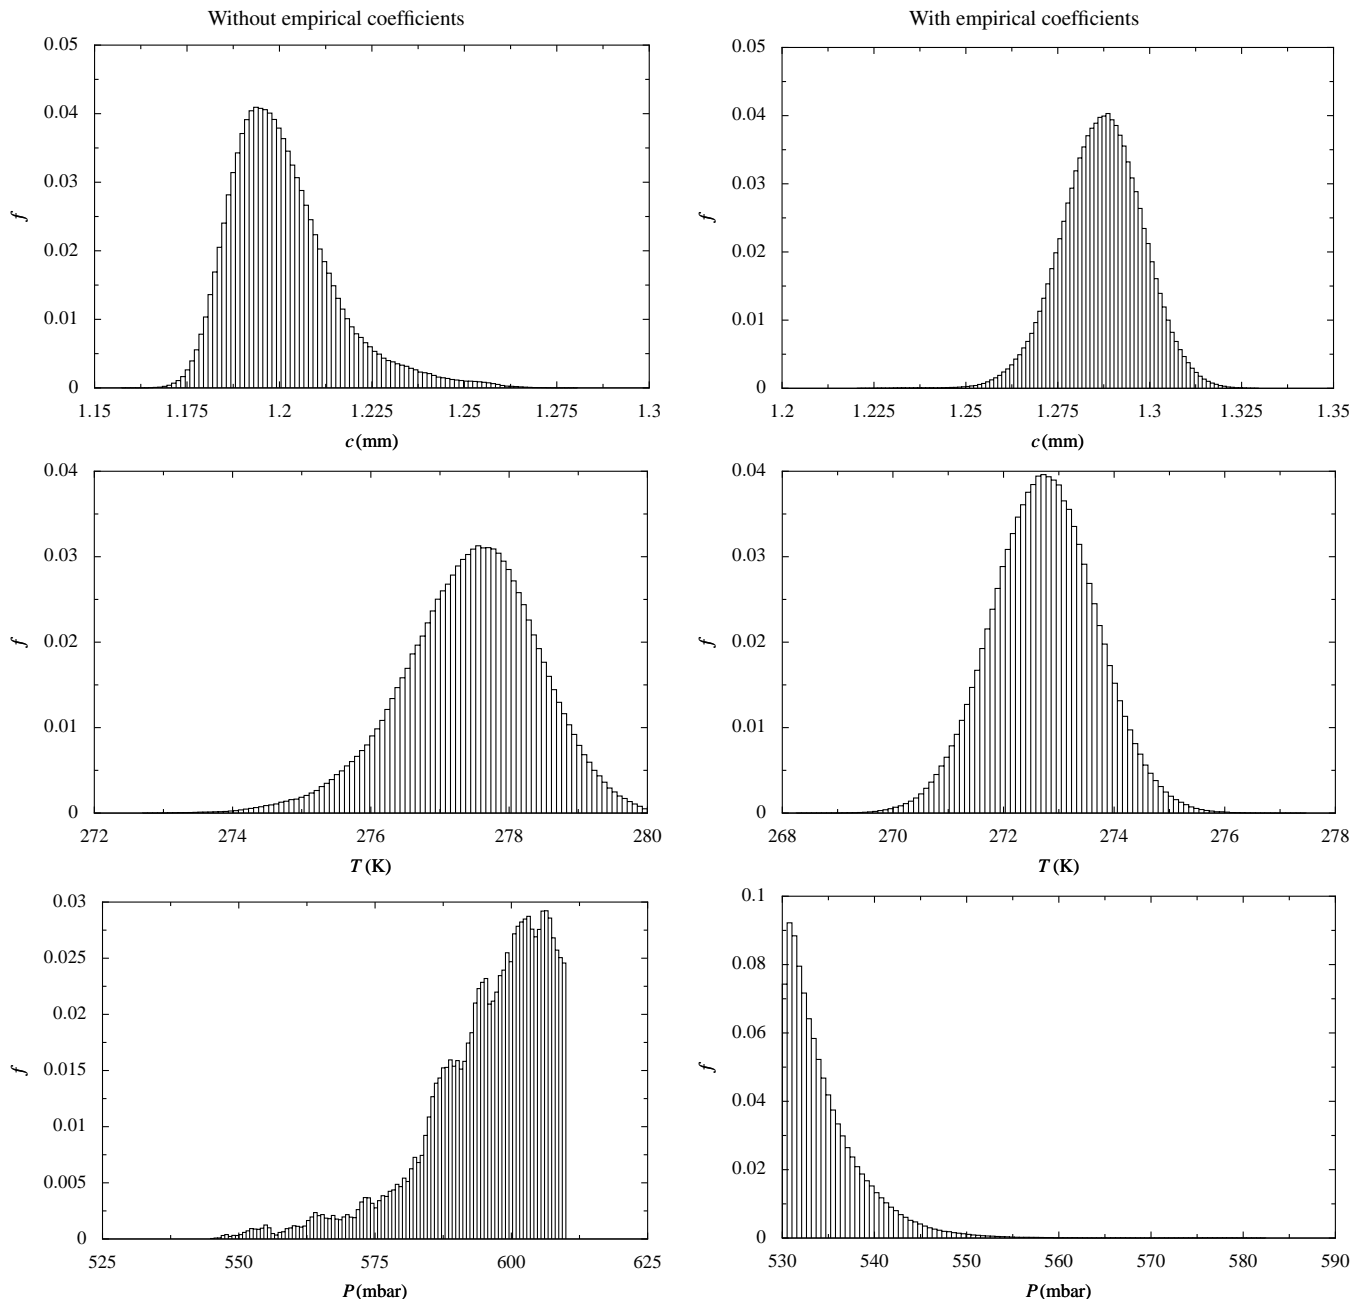 Without empirical coefficients
With empirical coefficients
0.05
0.04
0.03
0.02
0.01
0
f
1.15 1.175 1.2 1.225 1.25 1.275 1.3
c (mm)
0.05
0.04
0.03
0.02
0.01
0
f
1.2 1.225 1.25 1.275 1.3 1.325 1.35
c (mm)
0.04
0.03
0.02
0.01
0
f
272 274 276 278 280
T (K)
0.04
0.03
0.02
0.01
0
f
268 270 272 274 276 278
T (K)
0.03
0.025
0.02
0.015
0.01
0.005
0
f
525 550 575 600 625
P (mbar)
0.1
0.08
0.06
0.04
0.02
0
f
530 540 550 560 570 580 590
P (mbar)